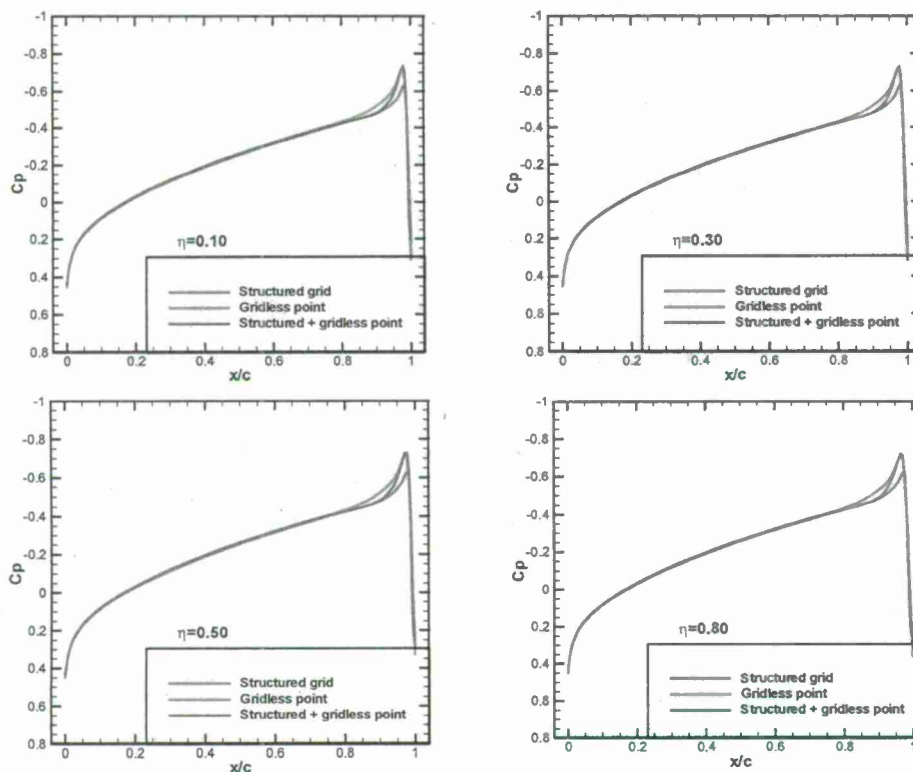 -1
-0.8
-0.6
-0.4
-0.2
0
0.2
0.4
0.6
0.8
Cp
η=0.10
Structured grid
Gridless point
Structured + gridless point
0 0.2 0.4 0.6 0.8 1
x/c
-1
-0.8
-0.6
-0.4
-0.2
0
0.2
0.4
0.6
0.8
Cp
η=0.30
Structured grid
Gridless point
Structured + gridless point
0 0.2 0.4 0.6 0.8 1
x/c
-1
-0.8
-0.6
-0.4
-0.2
0
0.2
0.4
0.6
0.8
Cp
η=0.50
Structured grid
Gridless point
Structured + gridless point
0 0.2 0.4 0.6 0.8 1
x/c
-1
-0.8
-0.6
-0.4
-0.2
0
0.2
0.4
0.6
0.8
Cp
η=0.80
Structured grid
Gridless point
Structured + gridless point
0 0.2 0.4 0.6 0.8 1
x/c